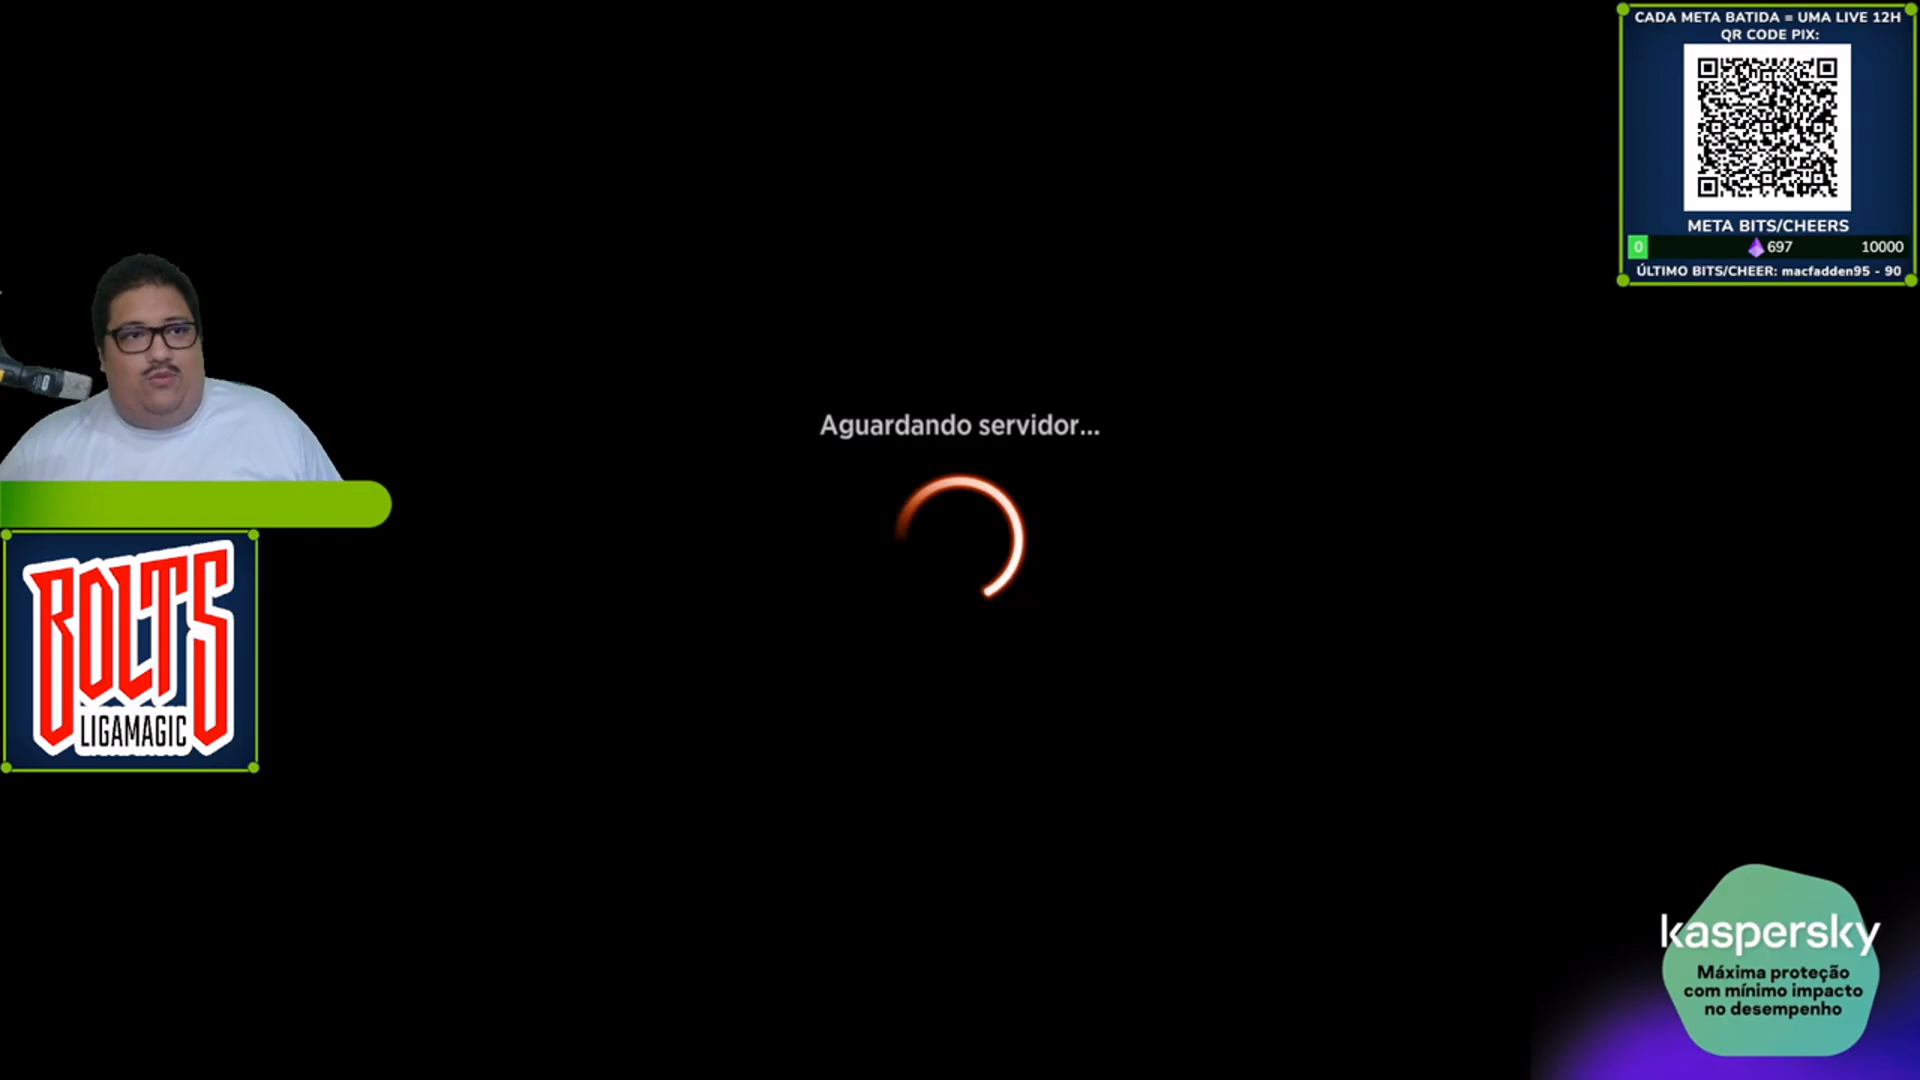 CADA META BATIDA = UMA LIVE 12H
QR CODE PIX:
META BITS/CHEERS
0 697 10000
ÚLTIMO BITS/CHEER: macfadden95 - 90
Aguardando servidor...
BOLTS
LIGAMAGIC
kaspersky
Máxima proteção
com mínimo impacto
no desempenho